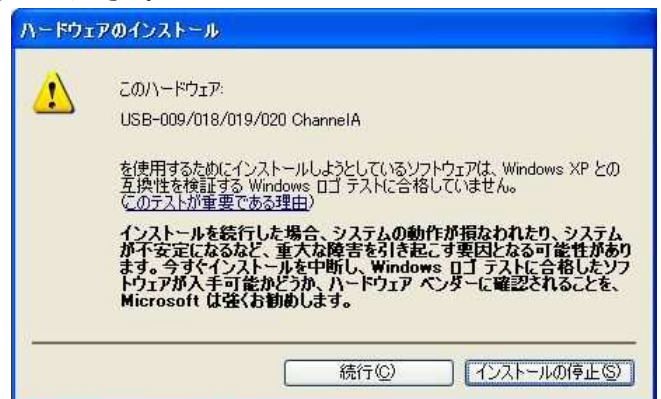 ハードウェアのインストール
このハードウェア:
USB-009/018/019/020 ChannelA
を使用するためにインストールしようとしているソフトウェアは、Windows XP との
互換性を検証する Windows ロゴ テストに合格していません。
(このテストが重要である理由)
インストールを続行した場合、システムの動作が損なわれたり、システム
が不安定になるなど、重大な障害を引き起こす要因となる可能性があり
ます。今すぐインストールを中断し、Windows ロゴ テストに合格したソフ
トウェアが入手可能かどうか、ハードウェア ベンダーに確認されることを、
Microsoft は強くお勧めします。
続行(C) インストールの停止(S)